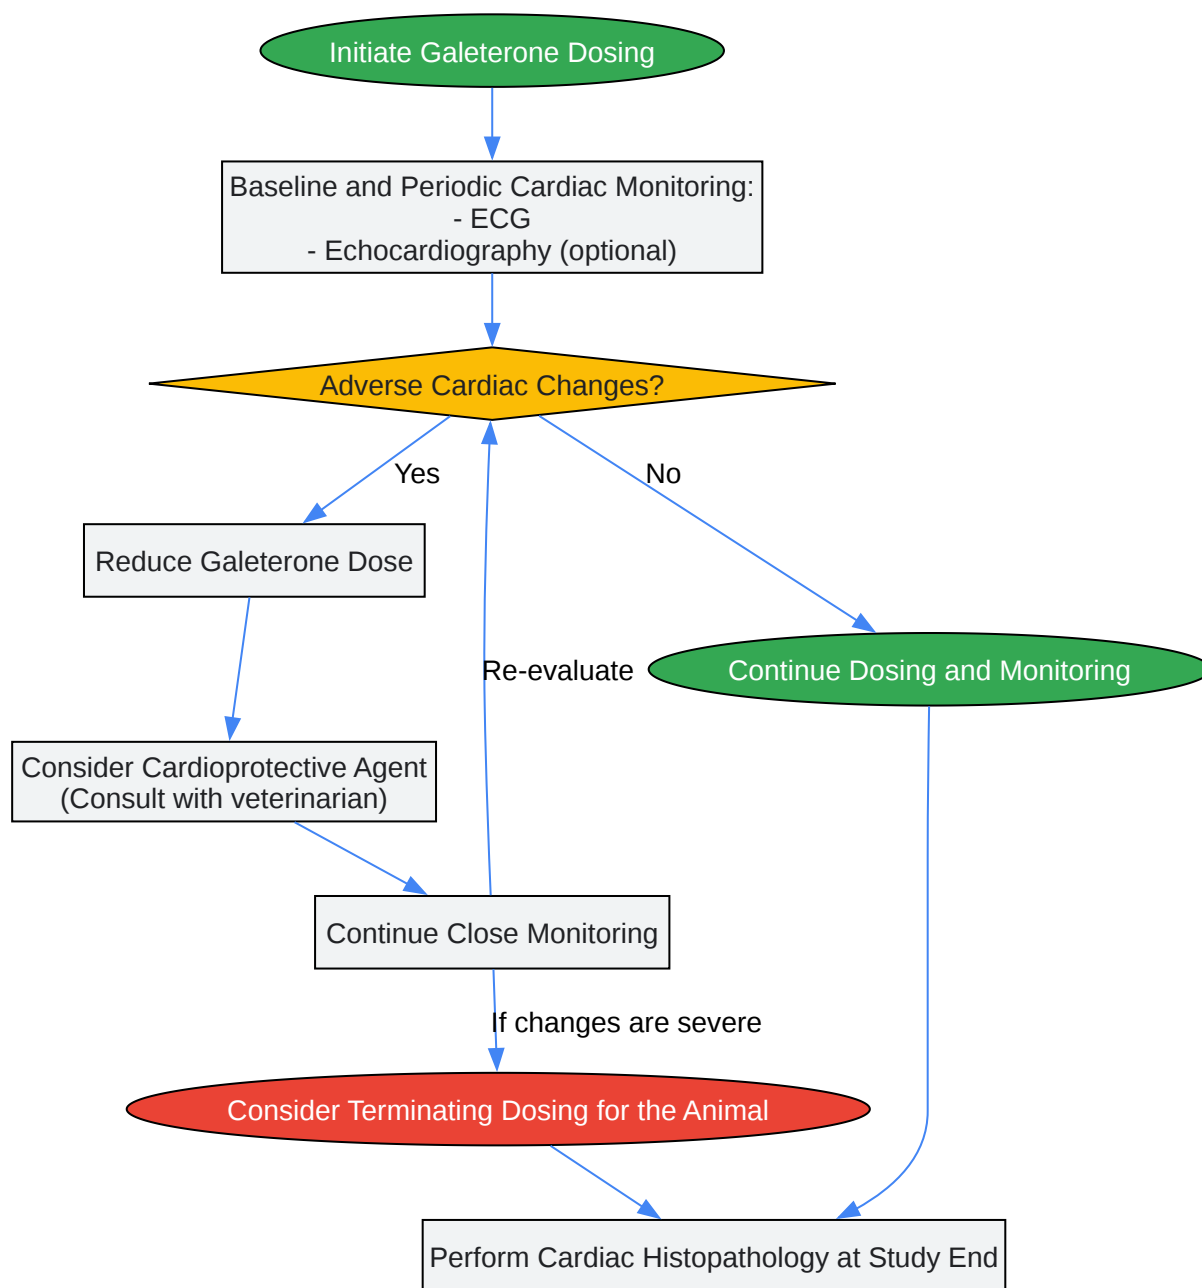 Initiate Galeterone Dosing
Baseline and Periodic Cardiac Monitoring:
- ECG
- Echocardiography (optional)
Adverse Cardiac Changes?
Yes
No
Reduce Galeterone Dose
Re-evaluate
Continue Dosing and Monitoring
Consider Cardioprotective Agent
(Consult with veterinarian)
Continue Close Monitoring
If changes are severe
Consider Terminating Dosing for the Animal
Perform Cardiac Histopathology at Study End